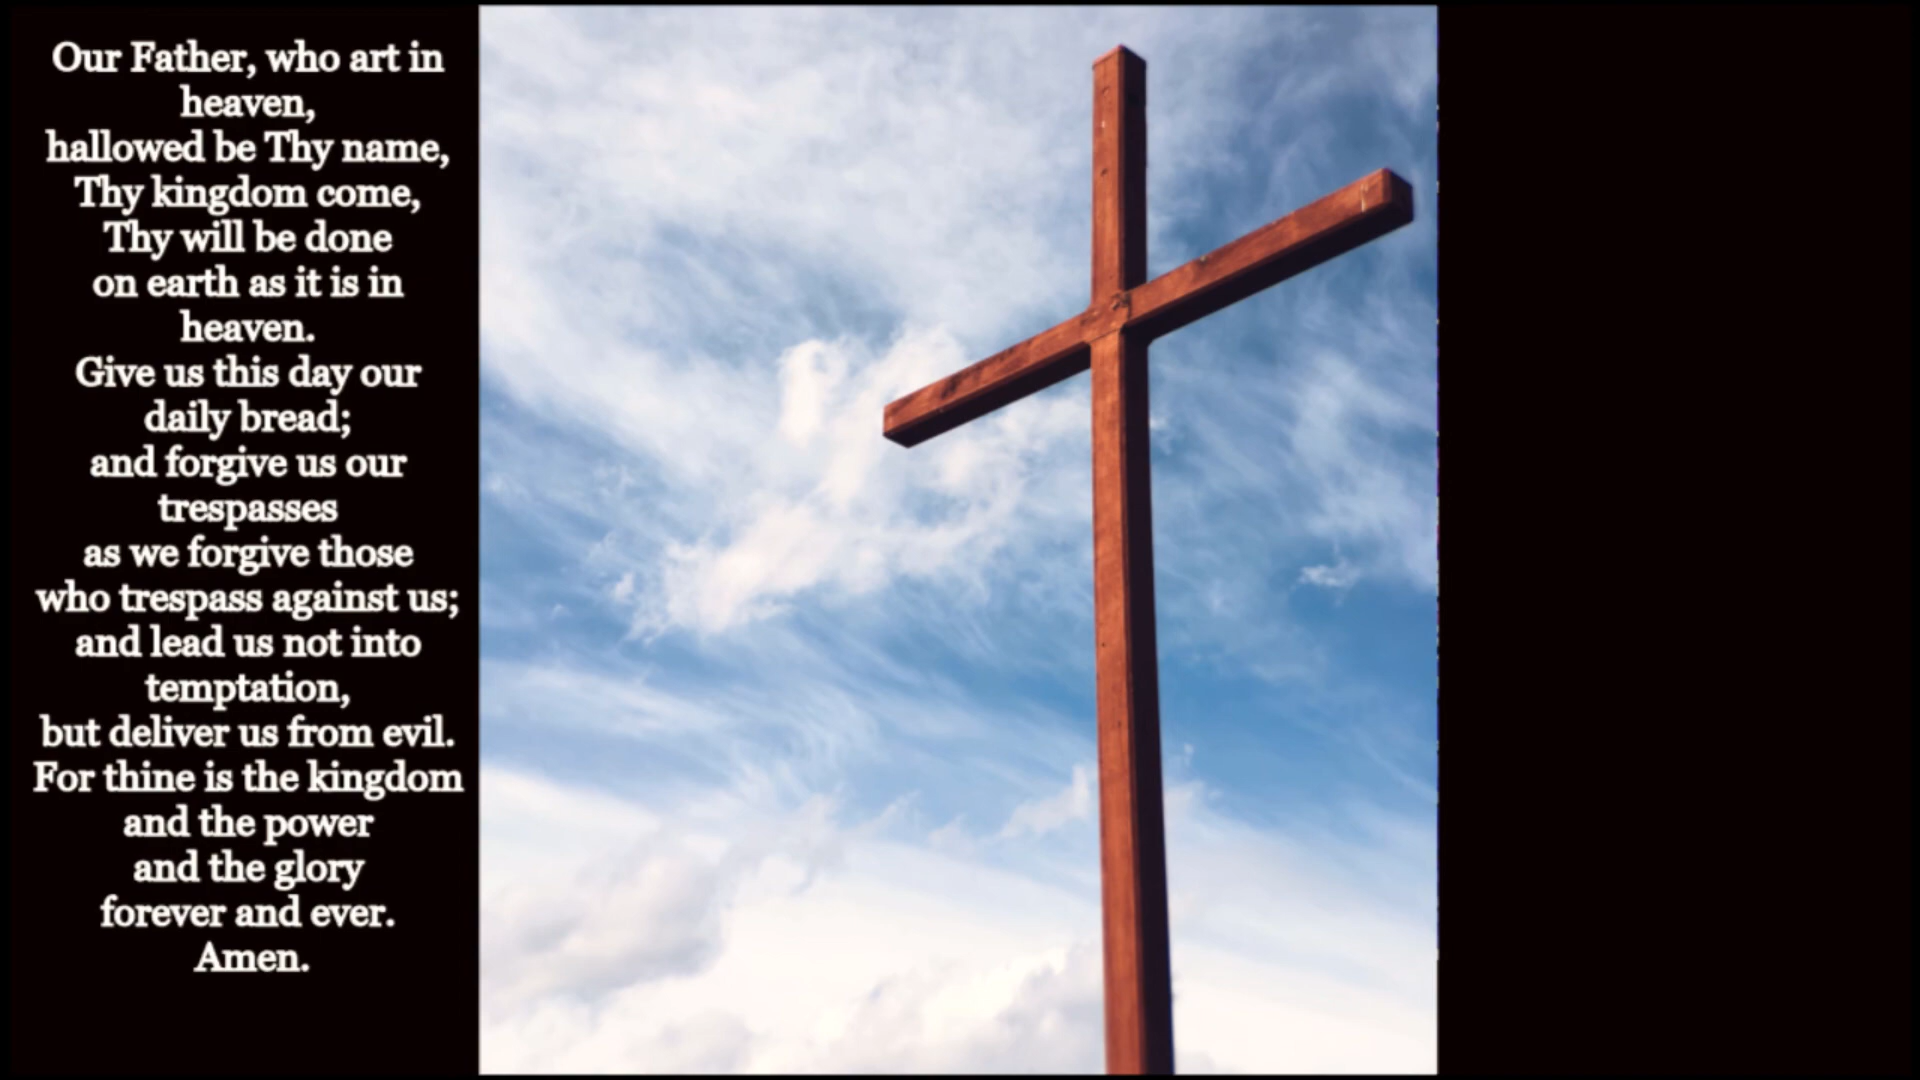 Our Father, who art in
heaven,
hallowed be Thy name,
Thy kingdom come,
Thy will be done
on earth as it is in
heaven.
Give us this day our
daily bread;
and forgive us our
trespasses
as we forgive those
who trespass against us;
and lead us not into
temptation,
but deliver us from evil.
For thine is the kingdom
and the power
and the glory
forever and ever.
Amen.